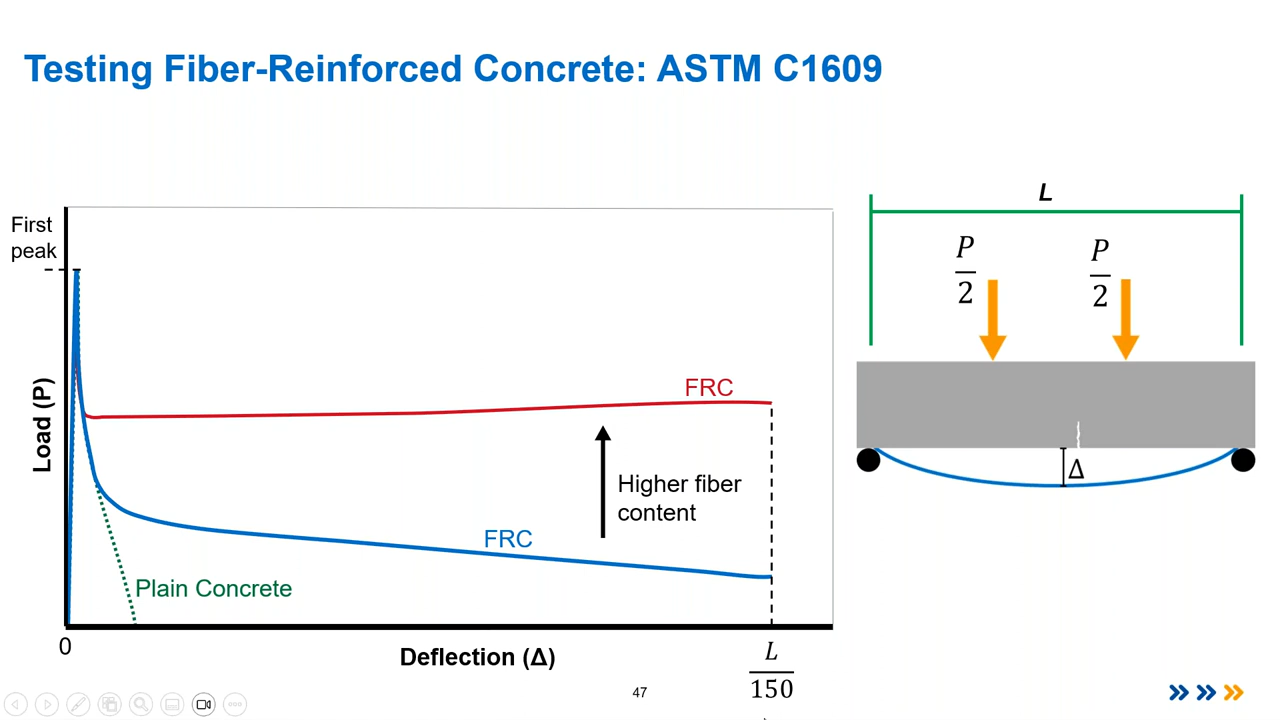 Testing Fiber-Reinforced Concrete: ASTM C1609
First
peak
Load (P)
FRC
Higher fiber
content
FRC
Plain Concrete
0
Deflection (Δ)
L
150
L
P
2
P
2
Δ
47